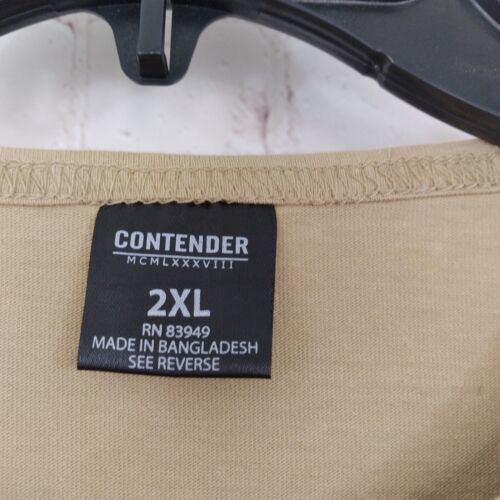 CONTENDER
MCMLXXXVIII
2XL
RN 83949
MADE IN BANGLADESH
SEE REVERSE